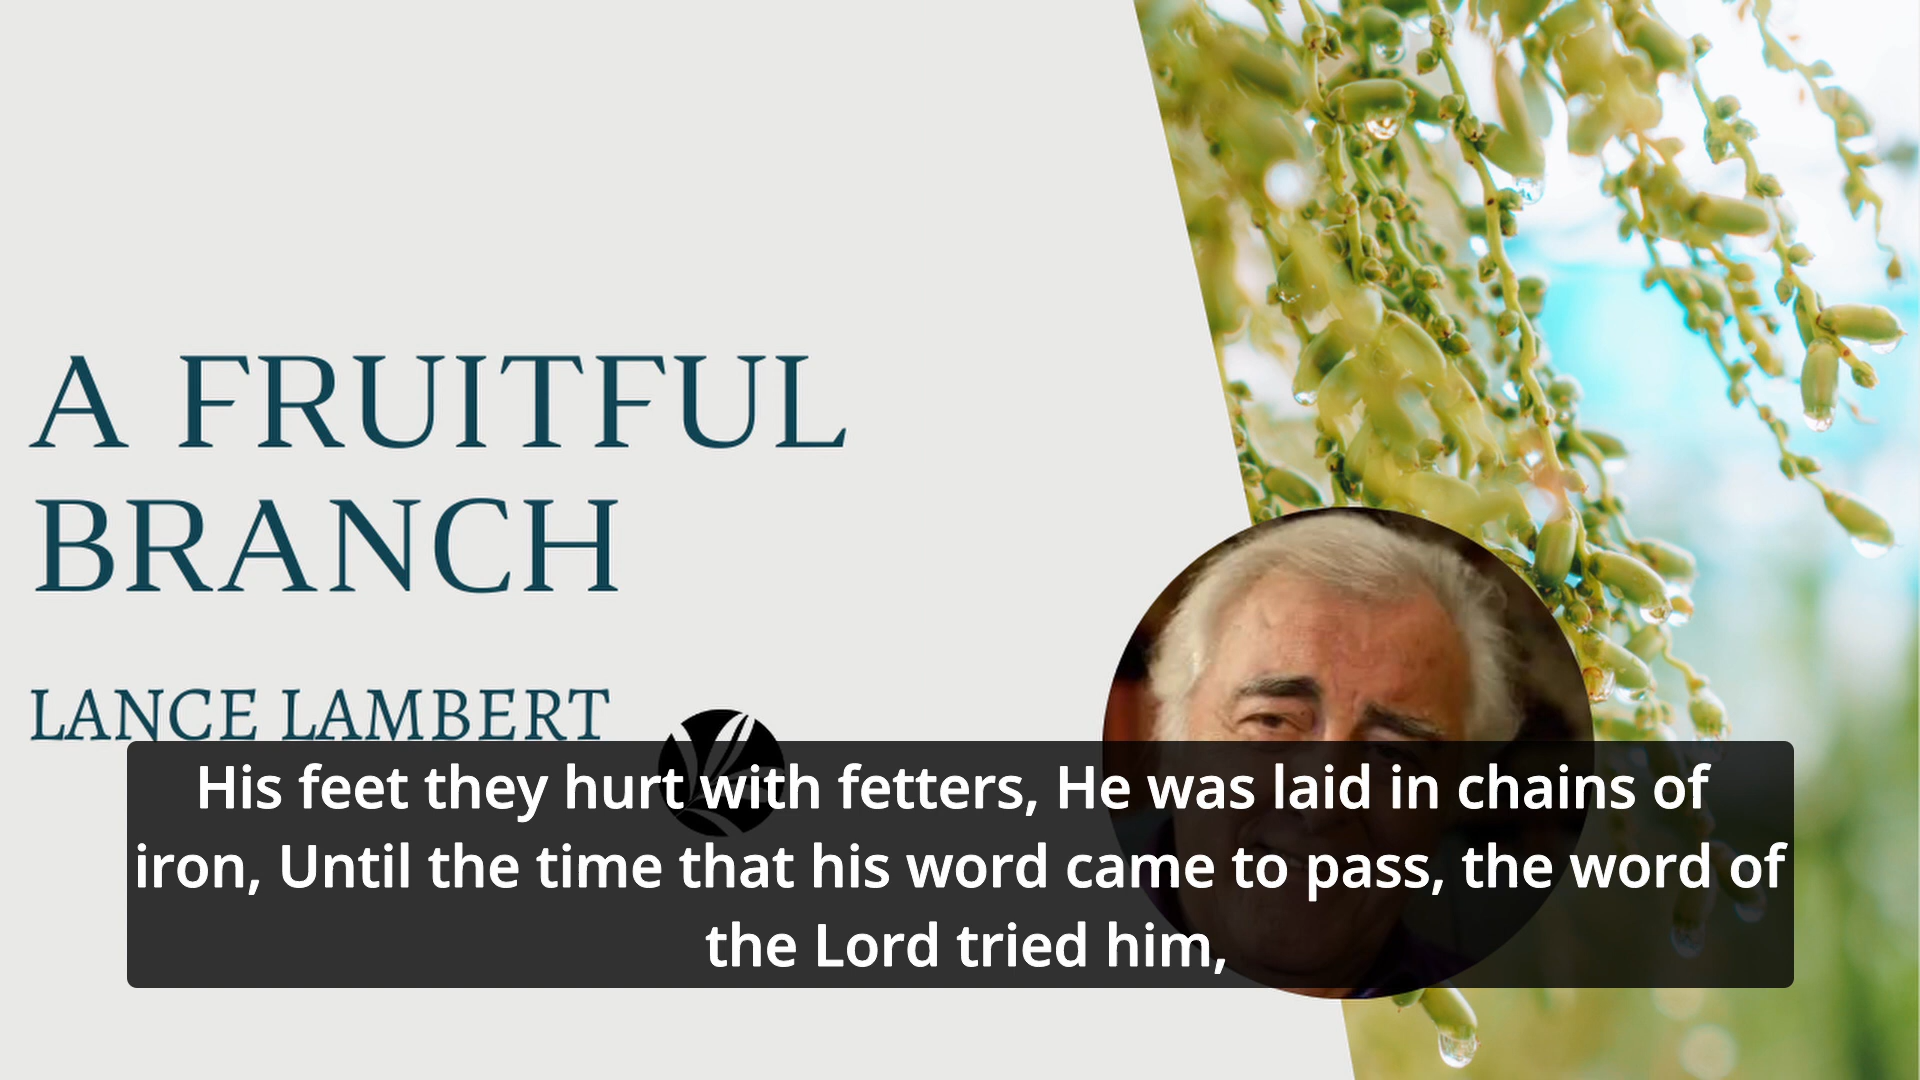 A FRUITFUL
BRANCH
LANCE LAMBERT
His feet they hurt with fetters, He was laid in chains of
iron, Until the time that his word came to pass, the word of
the Lord tried him,